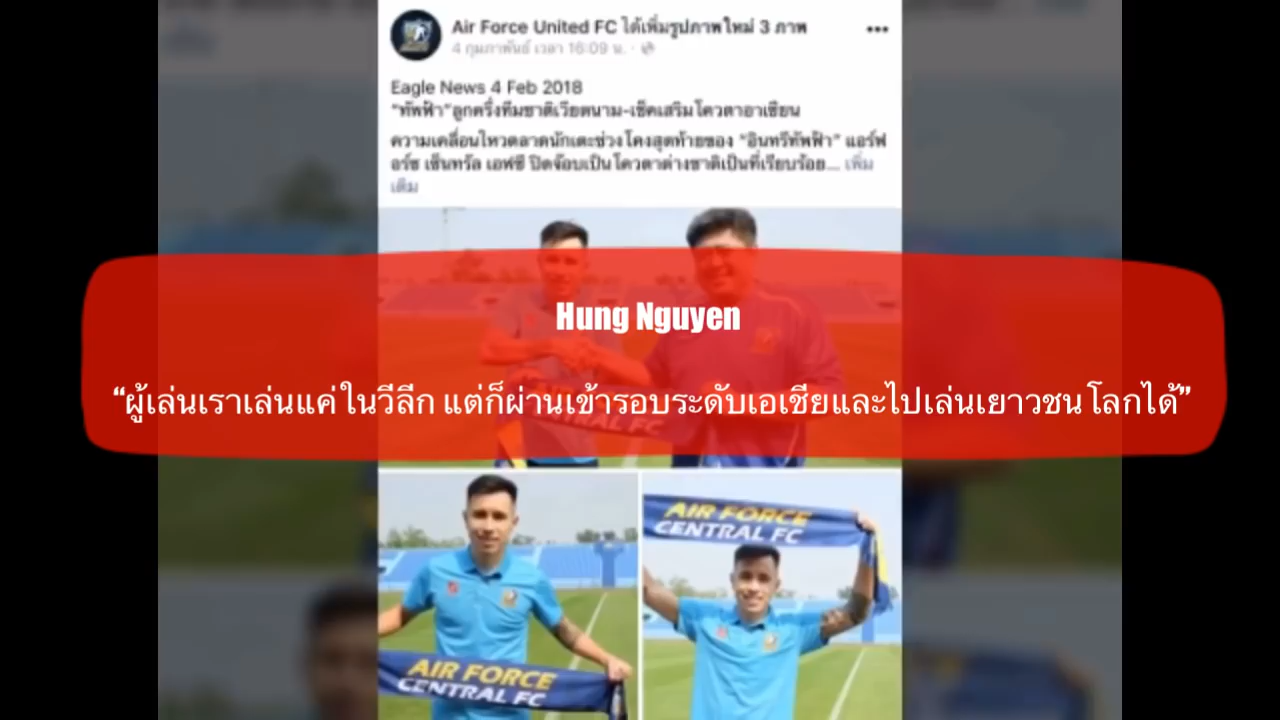 Air Force United FC ได้เพิ่มรูปภาพใหม่ 3 ภาพ
4 กุมภาพันธ์ เวลา 16:09 น.
Eagle News 4 Feb 2018
"ทัพฟ้า"ลูกครึ่งทีมชาติเวียดนาม-เช็คเสริมโควตาอาเซียน
ความเคลื่อนไหวตลาดนักเตะช่วงโค้งสุดท้ายของ "อินทรีทัพฟ้า" แอร์ฟ
อร์ซ เซ็นทรัล เอฟซี ปิดจ๊อบเป็นโควตาต่างชาติเป็นที่เรียบร้อย... เพิ่ม
เติม
Hung Nguyen
“ผู้เล่นเราเล่นแค่ในวีลีก แต่ก็ผ่านเข้ารอบระดับเอเชียและไปเล่นเยาวชนโลกได้”
CENTRAL FC
AIR FORCE
CENTRAL FC
AIR FORCE
CENTRAL FC